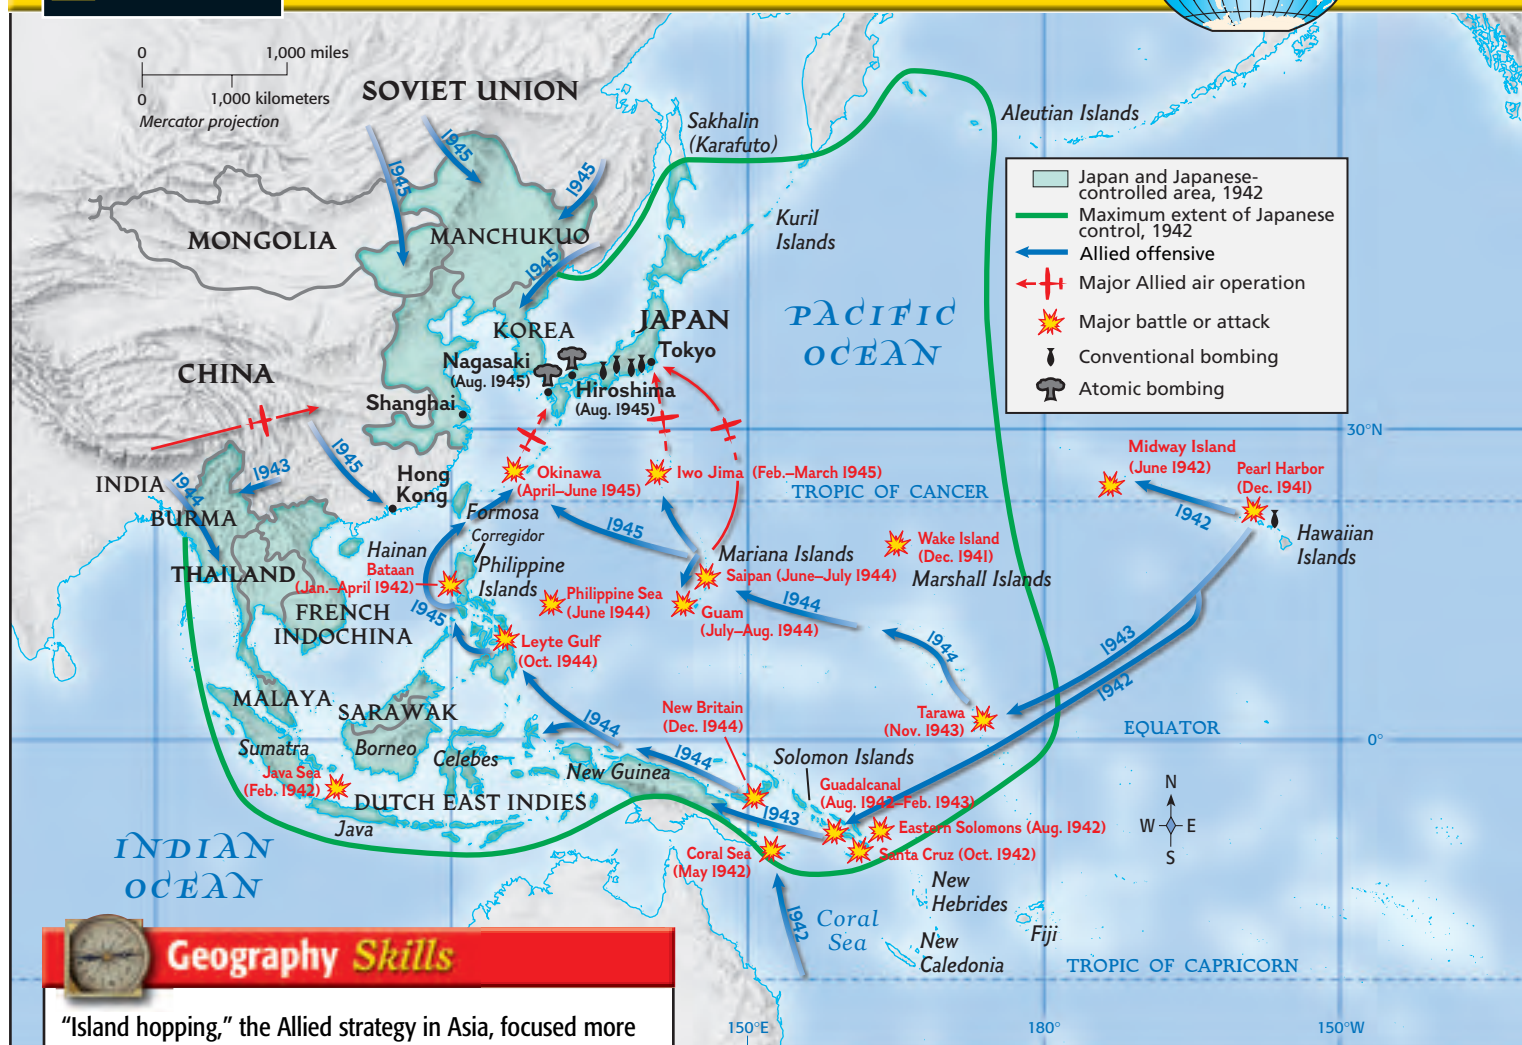 0
1,000 miles
0
1,000 kilometers
Mercator projection
SOVIET UNION
Sakhalin
(Karafuto)
Aleutian Islands
Kuril
Islands
MONGOLIA
MANCHUKUO
1945
1945
1945
1945
Japan and Japanese-
controlled area, 1942
Maximum extent of Japanese
control, 1942
Allied offensive
Major Allied air operation
Major battle or attack
Conventional bombing
Atomic bombing
KOREA
JAPAN
Tokyo
Nagasaki
(Aug. 1945)
Hiroshima
(Aug. 1945)
PACIFIC
OCEAN
CHINA
Shanghai
30°N
INDIA
1944
1943
1945
Hong
Kong
BURMA
Okinawa
(April–June 1945)
Iwo Jima (Feb.–March 1945)
TROPIC OF CANCER
Midway Island
(June 1942)
Pearl Harbor
(Dec. 1941)
1942
Hawaiian
Islands
Formosa
Corregidor
1945
Hainan
Bataan
(Jan.–April 1942)
Philippine
Islands
Mariana Islands
Wake Island
(Dec. 1941)
Marshall Islands
Saipan (June–July 1944)
THAILAND
FRENCH
INDOCHINA
1945
Philippine Sea
(June 1944)
Guam
(July–Aug. 1944)
1944
1944
1943
1942
Leyte Gulf
(Oct. 1944)
MALAYA
SARAWAK
1944
1944
New Britain
(Dec. 1944)
Tarawa
(Nov. 1943)
EQUATOR
0°
Sumatra
Borneo
Celebes
New Guinea
Solomon Islands
Java Sea
(Feb. 1942)
DUTCH EAST INDIES
Java
Guadalcanal
(Aug. 1942–Feb. 1943)
1943
Eastern Solomons (Aug. 1942)
Santa Cruz (Oct. 1942)
Coral Sea
(May 1942)
N
W E
S
INDIAN
OCEAN
1942
Coral
Sea
New
Hebrides
New
Caledonia
Fiji
TROPIC OF CAPRICORN
150°E
180°
150°W
Geography Skills
“Island hopping,” the Allied strategy in Asia, focused more